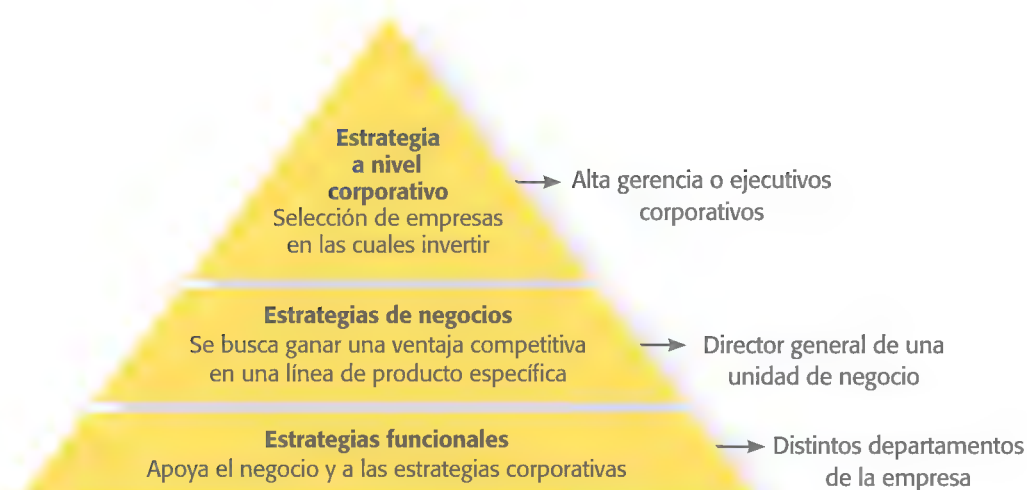 Estrategia
a nivel
corporativo
Selección de empresas
en las cuales invertir
Alta gerencia o ejecutivos
corporativos
Estrategias de negocios
Se busca ganar una ventaja competitiva
en una línea de producto específica
Director general de una
unidad de negocio
Estrategias funcionales
Apoya el negocio y a las estrategias corporativas
Distintos departamentos
de la empresa